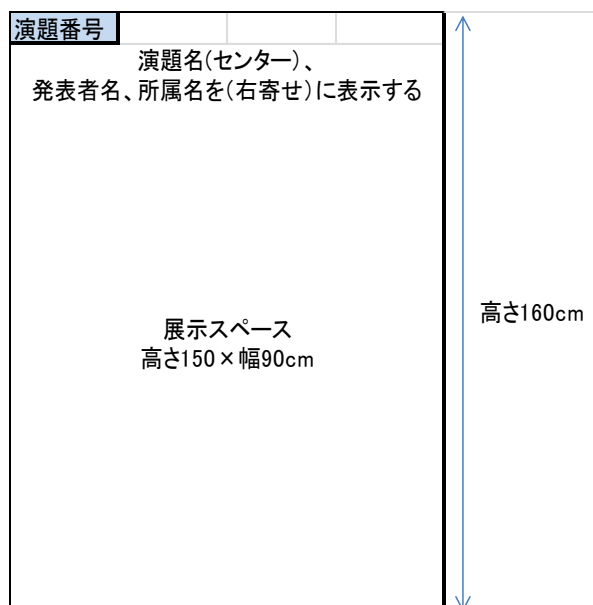 演題番号
演題名(センター)、
発表者名、所属名を(右寄せ)に表示する
展示スペース
高さ150×幅90cm
高さ160cm